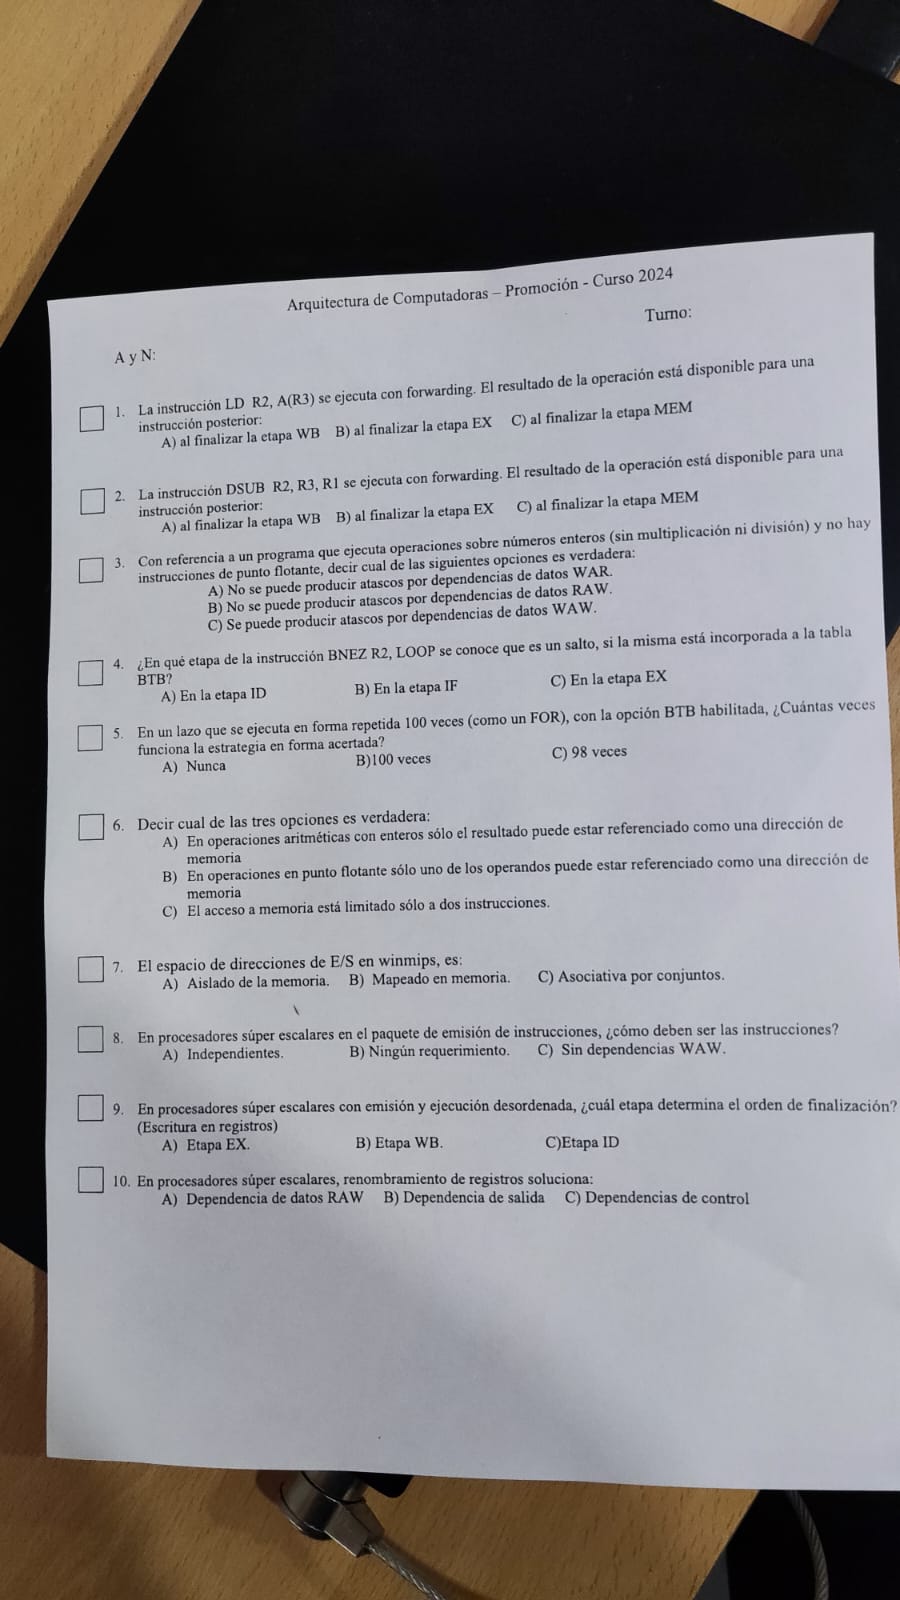 Arquitectura de Computadoras – Promoción - Curso 2024
Turno:
A y N:
1. La instrucción LD R2, A(R3) se ejecuta con forwarding. El resultado de la operación está disponible para una
instrucción posterior:
A) al finalizar la etapa WB B) al finalizar la etapa EX C) al finalizar la etapa MEM
2. La instrucción DSUB R2, R3, R1 se ejecuta con forwarding. El resultado de la operación está disponible para una
instrucción posterior:
A) al finalizar la etapa WB B) al finalizar la etapa EX C) al finalizar la etapa MEM
3. Con referencia a un programa que ejecuta operaciones sobre números enteros (sin multiplicación ni división) y no hay
instrucciones de punto flotante, decir cual de las siguientes opciones es verdadera:
A) No se puede producir atascos por dependencias de datos WAR.
B) No se puede producir atascos por dependencias de datos RAW.
C) Se puede producir atascos por dependencias de datos WAW.
4. ¿En qué etapa de la instrucción BNEZ R2, LOOP se conoce que es un salto, si la misma está incorporada a la tabla
BTB?
A) En la etapa ID B) En la etapa IF C) En la etapa EX
5. En un lazo que se ejecuta en forma repetida 100 veces (como un FOR), con la opción BTB habilitada, ¿Cuántas veces
funciona la estrategia en forma acertada?
A) Nunca B)100 veces C) 98 veces
6. Decir cual de las tres opciones es verdadera:
A) En operaciones aritméticas con enteros sólo el resultado puede estar referenciado como una dirección de
memoria
B) En operaciones en punto flotante sólo uno de los operandos puede estar referenciado como una dirección de
memoria
C) El acceso a memoria está limitado sólo a dos instrucciones.
7. El espacio de direcciones de E/S en winmips, es:
A) Aislado de la memoria. B) Mapeado en memoria. C) Asociativa por conjuntos.
8. En procesadores súper escalares en el paquete de emisión de instrucciones, ¿cómo deben ser las instrucciones?
A) Independientes. B) Ningún requerimiento. C) Sin dependencias WAW.
9. En procesadores súper escalares con emisión y ejecución desordenada, ¿cuál etapa determina el orden de finalización?
(Escritura en registros)
A) Etapa EX. B) Etapa WB. C)Etapa ID
10. En procesadores súper escalares, renombramiento de registros soluciona:
A) Dependencia de datos RAW B) Dependencia de salida C) Dependencias de control